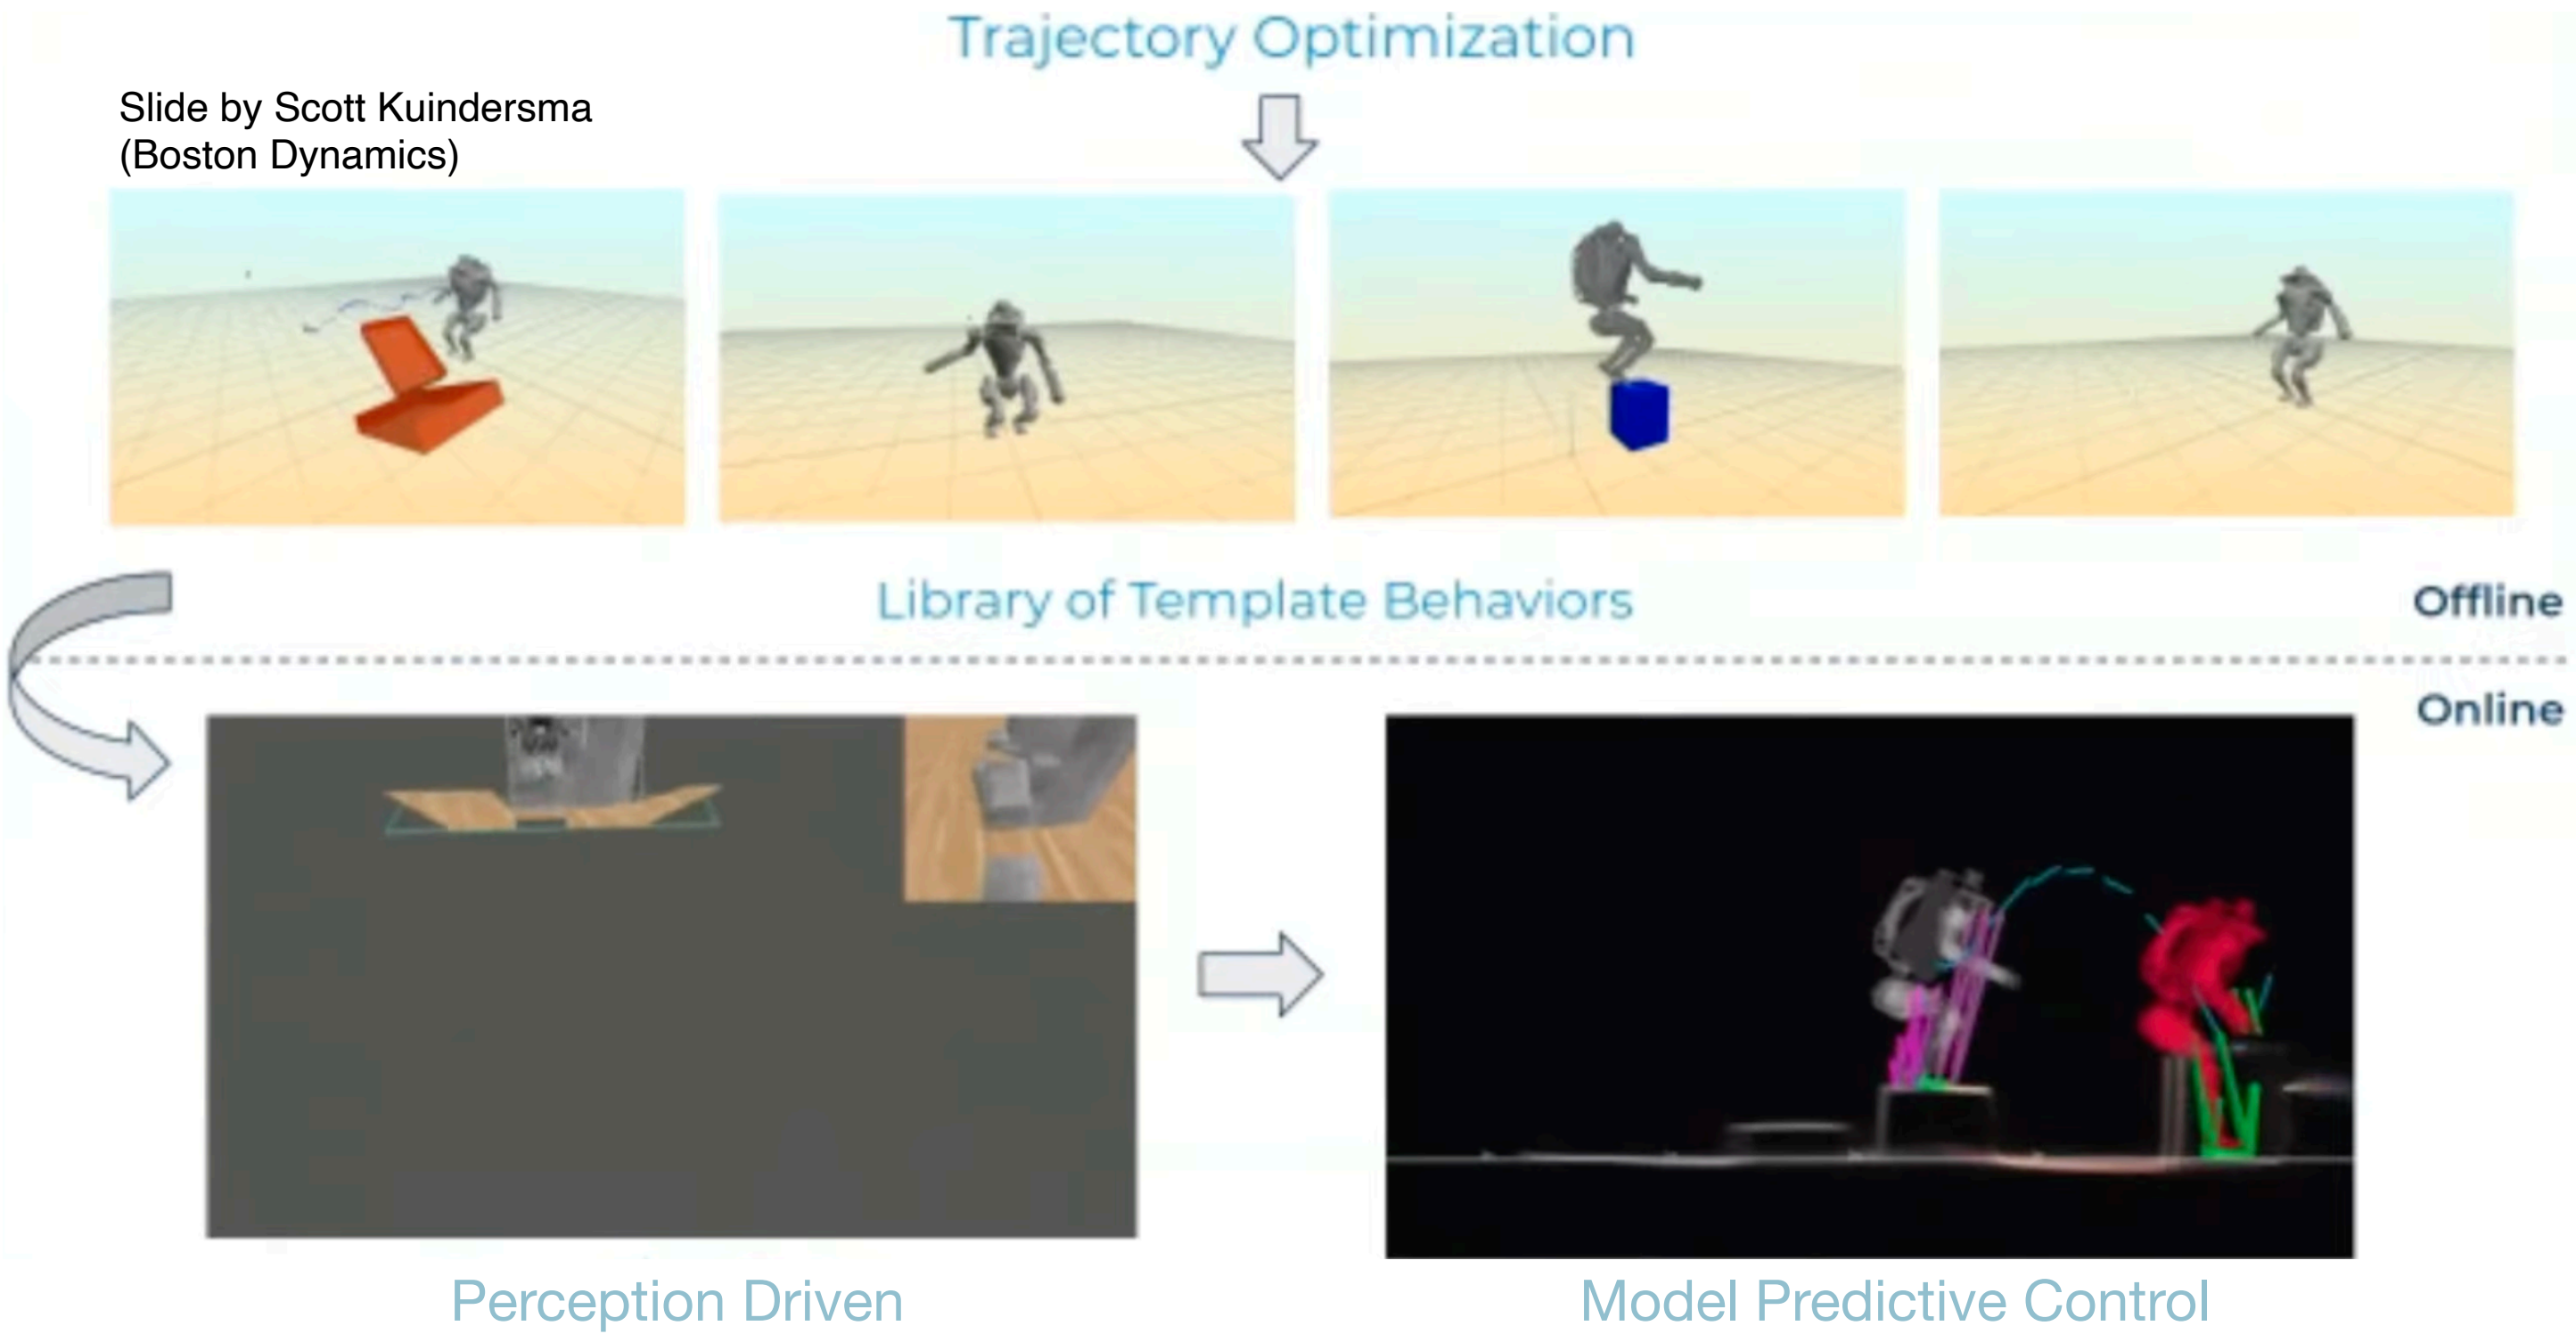 Trajectory Optimization
Slide by Scott Kuindersma
(Boston Dynamics)
Library of Template Behaviors
Offline
Online
Perception Driven
Model Predictive Control